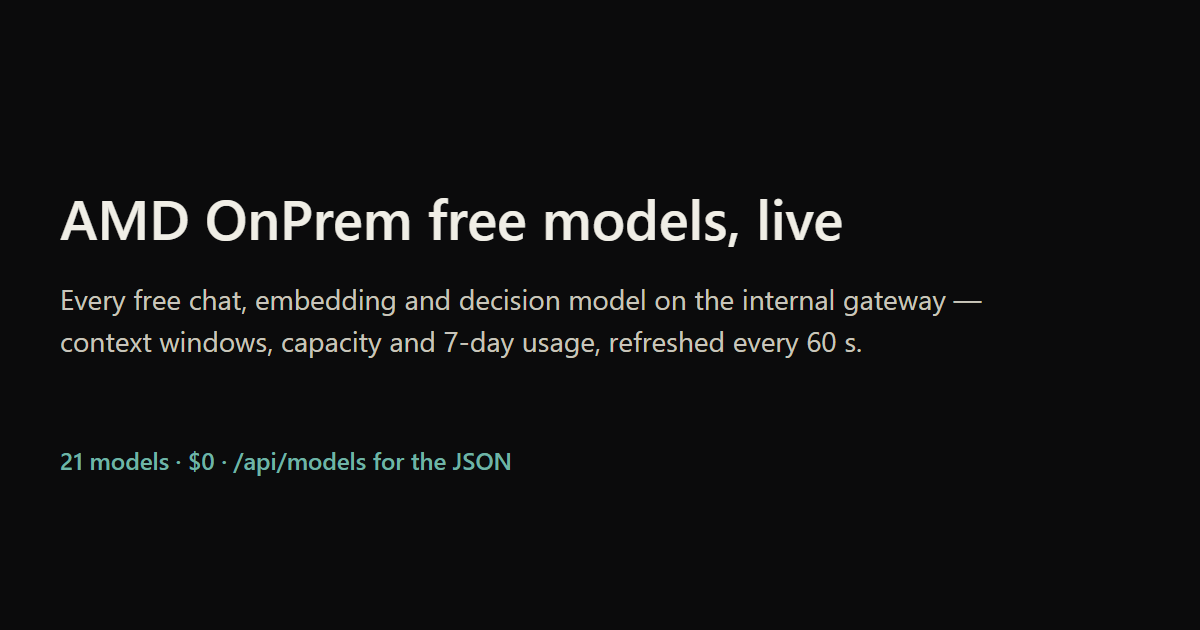 AMD OnPrem free models, live
Every free chat, embedding and decision model on the internal gateway —
context windows, capacity and 7-day usage, refreshed every 60 s.
21 models · $0 · /api/models for the JSON